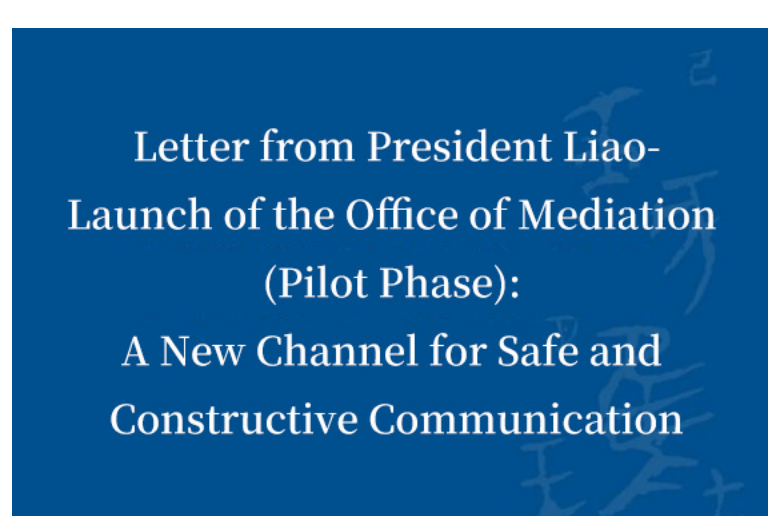 Letter from President Liao-
Launch of the Office of Mediation
(Pilot Phase):
A New Channel for Safe and
Constructive Communication